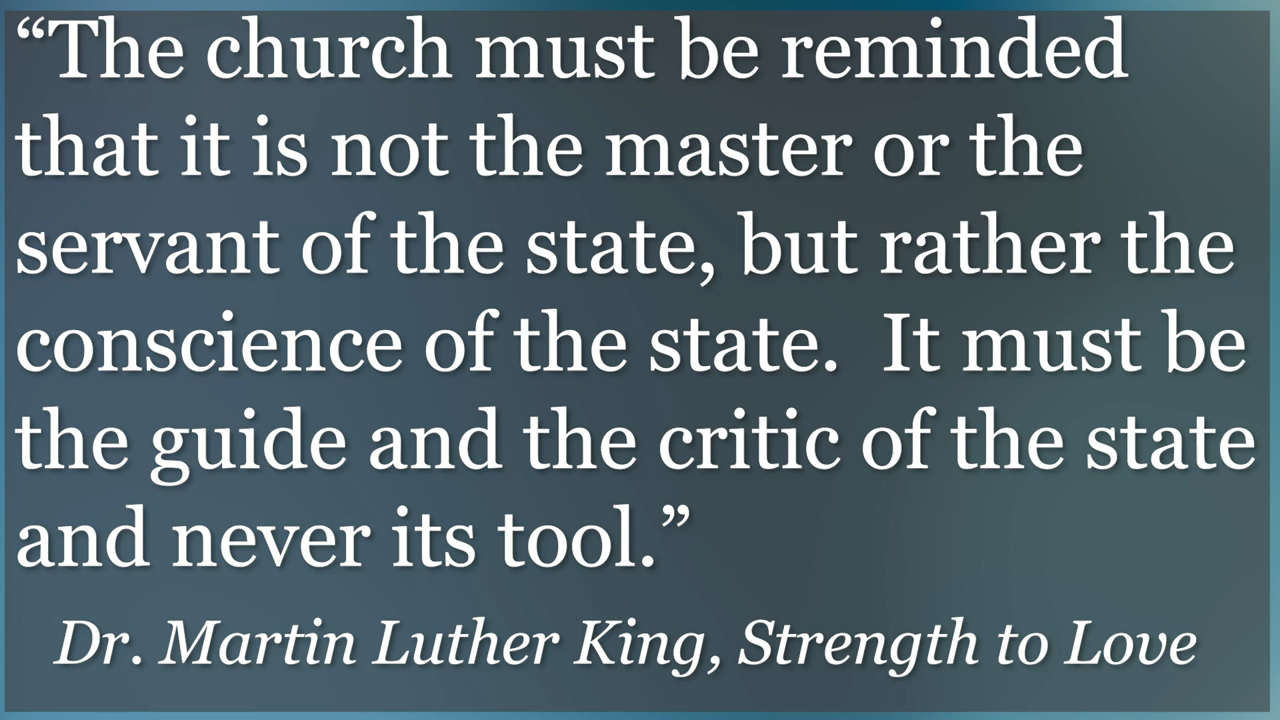 “The church must be reminded
that it is not the master or the
servant of the state, but rather the
conscience of the state.  It must be
the guide and the critic of the state
and never its tool.”
Dr. Martin Luther King, Strength to Love